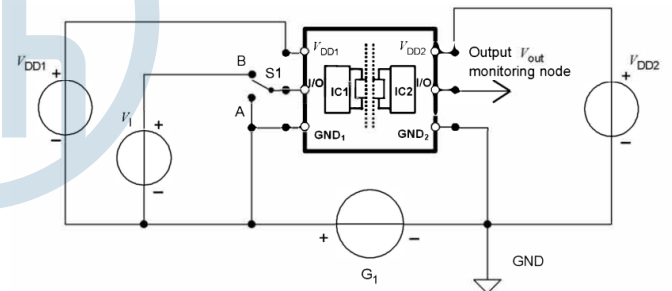 VDD1
+
−
VI
+
−
B
S1
A
VDD1
I/O
GND1
IC1
IC2
VDD2
I/O
GND2
Output Vout
monitoring node
VDD2
+
−
+
−
G1
GND